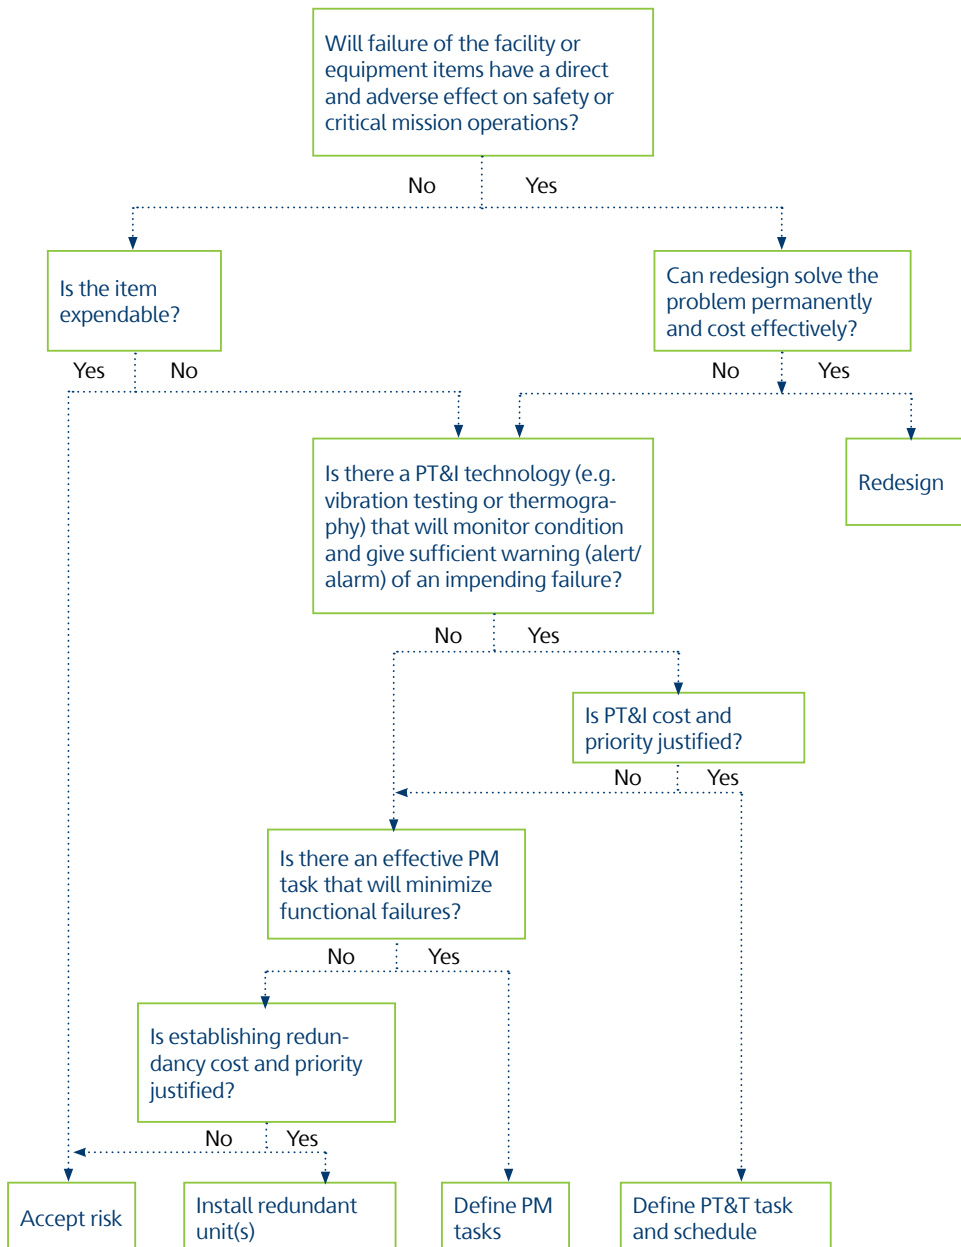 Will failure of the facility or
equipment items have a direct
and adverse effect on safety or
critical mission operations?
No
Yes
Is the item
expendable?
Can redesign solve the
problem permanently
and cost effectively?
Yes
No
No
Yes
Is there a PT&I technology (e.g.
vibration testing or thermogra-
phy) that will monitor condition
and give sufficient warning (alert/
alarm) of an impending failure?
Redesign
No
Yes
Is PT&I cost and
priority justified?
No
Yes
Is there an effective PM
task that will minimize
functional failures?
No
Yes
Is establishing redun-
dancy cost and priority
justified?
No
Yes
Accept risk
Install redundant
unit(s)
Define PM
tasks
Define PT&T task
and schedule